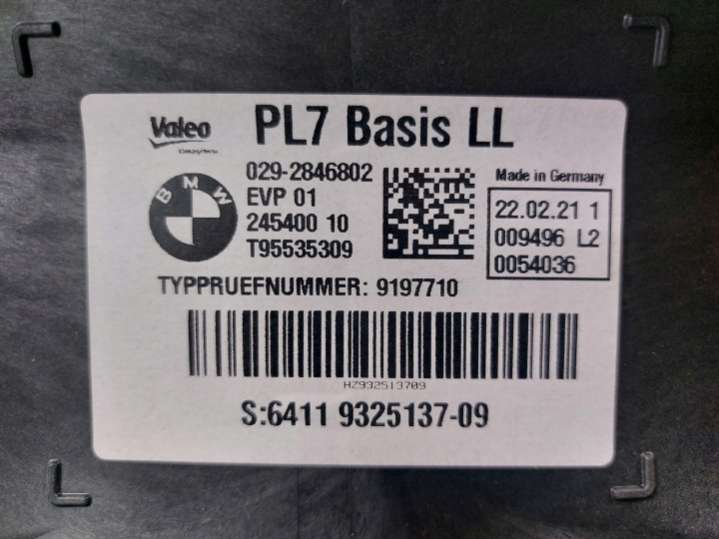 Valeo
PL7 Basis LL
029-2846802
EVP 01
245400 10
T95535309
BMW
Made in Germany
22.02.21 1
009496 L2
0054036
TYPPRUEFNUMMER: 9197710
HZ932513709
S:6411 9325137-09